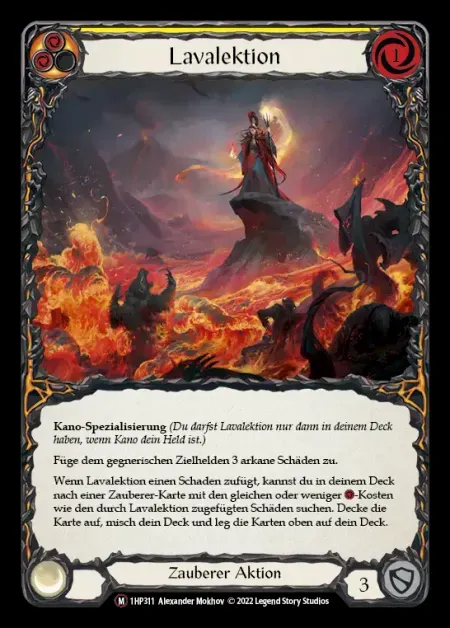 Lavalektion
1
Kano-Spezialisierung (Du darfst Lavalektion nur dann in deinem Deck
haben, wenn Kano dein Held ist.)
Füge dem gegnerischen Zielhelden 3 arkane Schäden zu.
Wenn Lavalektion einen Schaden zufügt, kannst du in deinem Deck
nach einer Zauberer-Karte mit den gleichen oder weniger -Kosten
wie den durch Lavalektion zugefügten Schäden suchen. Decke die
Karte auf, misch dein Deck und leg die Karten oben auf dein Deck.
Zauberer Aktion
3
M 1HP311 Alexander Mokhov © 2022 Legend Story Studios